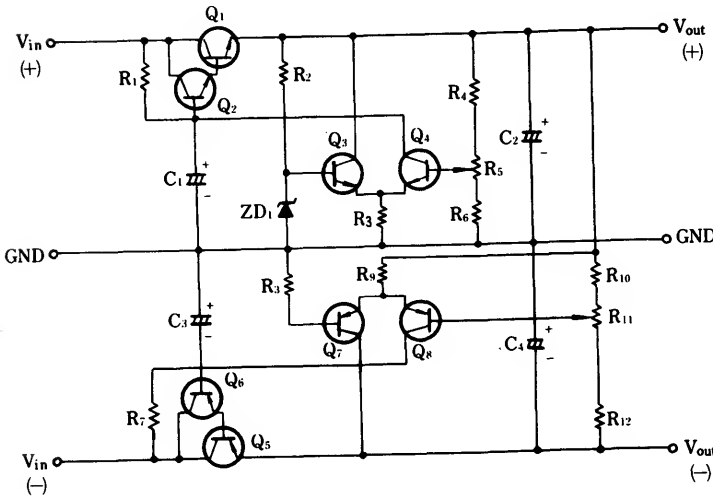 Q1
Vin
(+)
Vout
(+)
R1
R2
Q2
R4
Q3
Q4
C2
+
-
C1
+
-
R5
ZD1
R3
R6
GND
GND
R3
R9
R10
C3
+
-
R11
Q7
Q8
C4
+
-
Q6
R7
Q5
R12
Vin
(-)
Vout
(-)